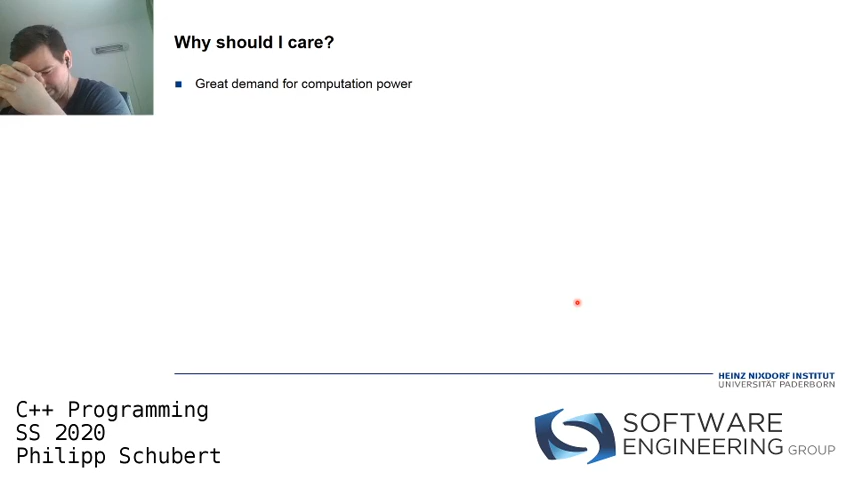 Why should I care?
Great demand for computation power
HEINZ NIXDORF INSTITUT
UNIVERSITÄT PADERBORN
C++ Programming
SS 2020
Philipp Schubert
SOFTWARE
ENGINEERING GROUP